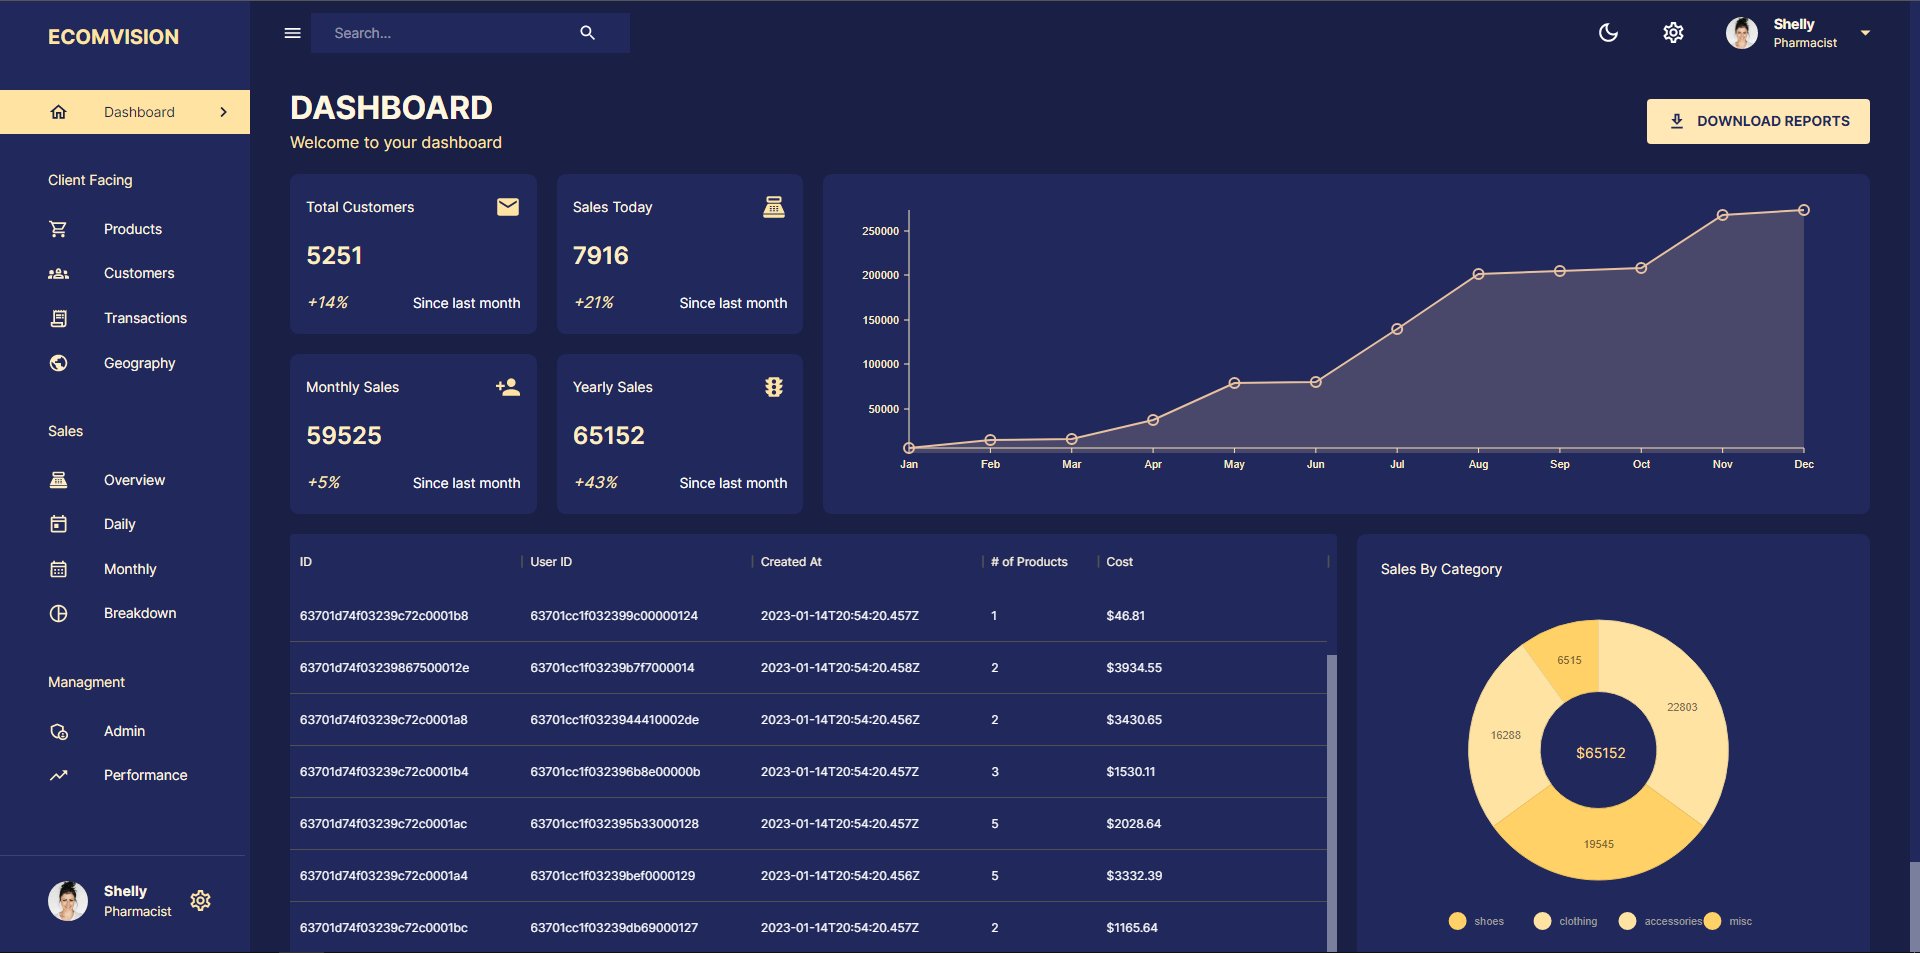 ECOMVISION
Search...
Shelly
Pharmacist
Dashboard
Client Facing
Products
Customers
Transactions
Geography
Sales
Overview
Daily
Monthly
Breakdown
Managment
Admin
Performance
Shelly
Pharmacist
DASHBOARD
Welcome to your dashboard
DOWNLOAD REPORTS
Total Customers
5251
+14% Since last month
Sales Today
7916
+21% Since last month
Monthly Sales
59525
+5% Since last month
Yearly Sales
65152
+43% Since last month
250000
200000
150000
100000
50000
Jan Feb Mar Apr May Jun Jul Aug Sep Oct Nov Dec
ID User ID Created At # of Products Cost
63701d74f03239c72c0001b8 63701cc1f032399c00000124 2023-01-14T20:54:20.457Z 1 $46.81
63701d74f03239867500012e 63701cc1f03239b7f7000014 2023-01-14T20:54:20.458Z 2 $3934.55
63701d74f03239c72c0001a8 63701cc1f0323944410002de 2023-01-14T20:54:20.456Z 2 $3430.65
63701d74f03239c72c0001b4 63701cc1f032396b8e00000b 2023-01-14T20:54:20.457Z 3 $1530.11
63701d74f03239c72c0001ac 63701cc1f032395b33000128 2023-01-14T20:54:20.457Z 5 $2028.64
63701d74f03239c72c0001a4 63701cc1f03239bef0000129 2023-01-14T20:54:20.456Z 5 $3332.39
63701d74f03239c72c0001bc 63701cc1f03239db69000127 2023-01-14T20:54:20.457Z 2 $1165.64
Sales By Category
6515
22803
16288
$65152
19545
shoes clothing accessories misc